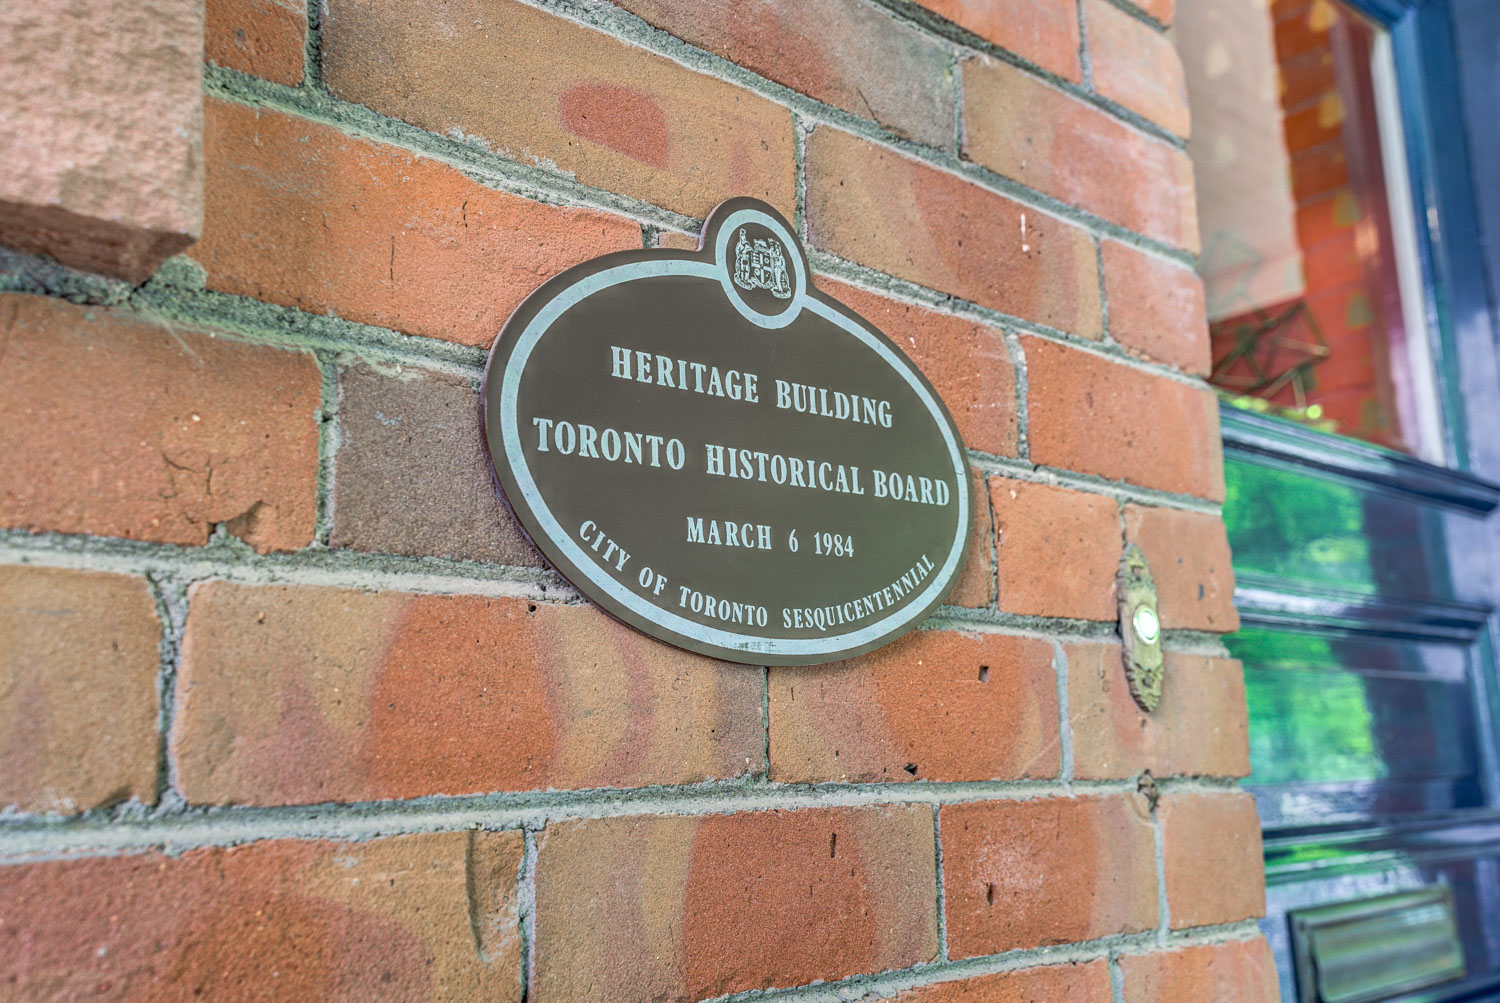 HERITAGE BUILDING
TORONTO HISTORICAL BOARD
MARCH 6 1984
CITY OF TORONTO SESQUICENTENNIAL